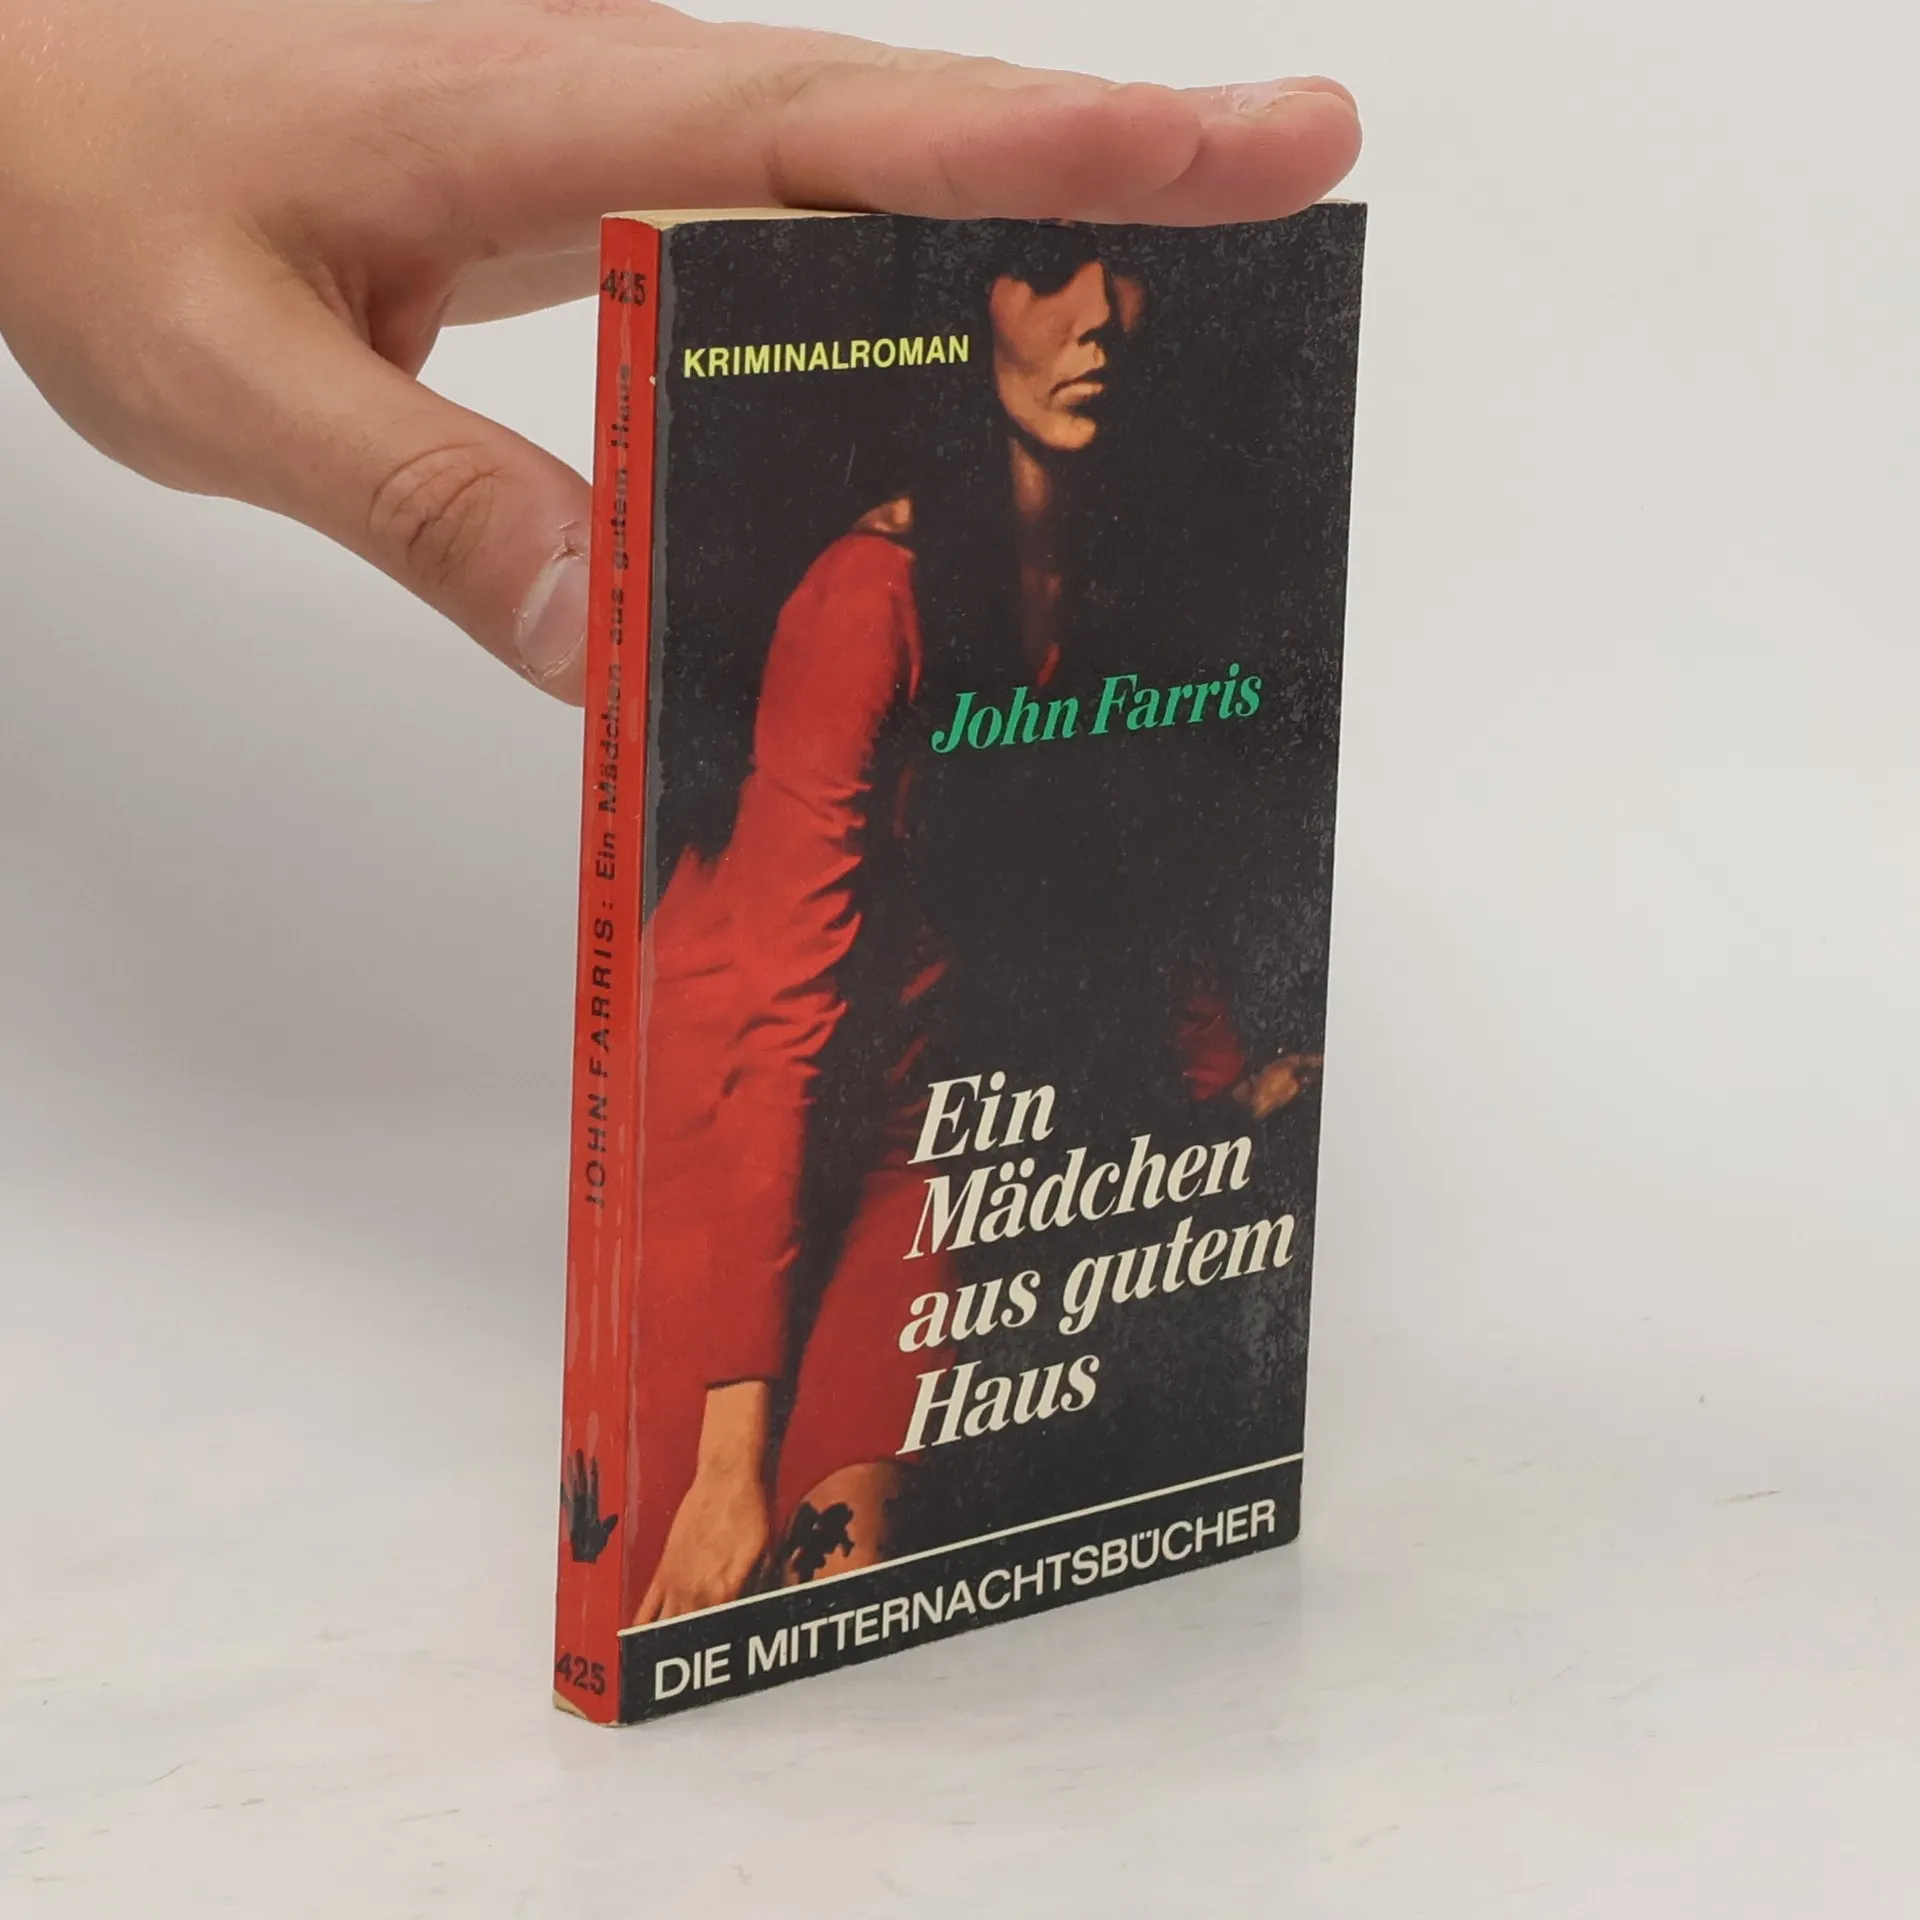 425
JOHN FARRIS: Ein Mädchen aus gutem Haus
425
KRIMINALROMAN
John Farris
Ein
Mädchen
aus gutem
Haus
DIE MITTERNACHTSBÜCHER